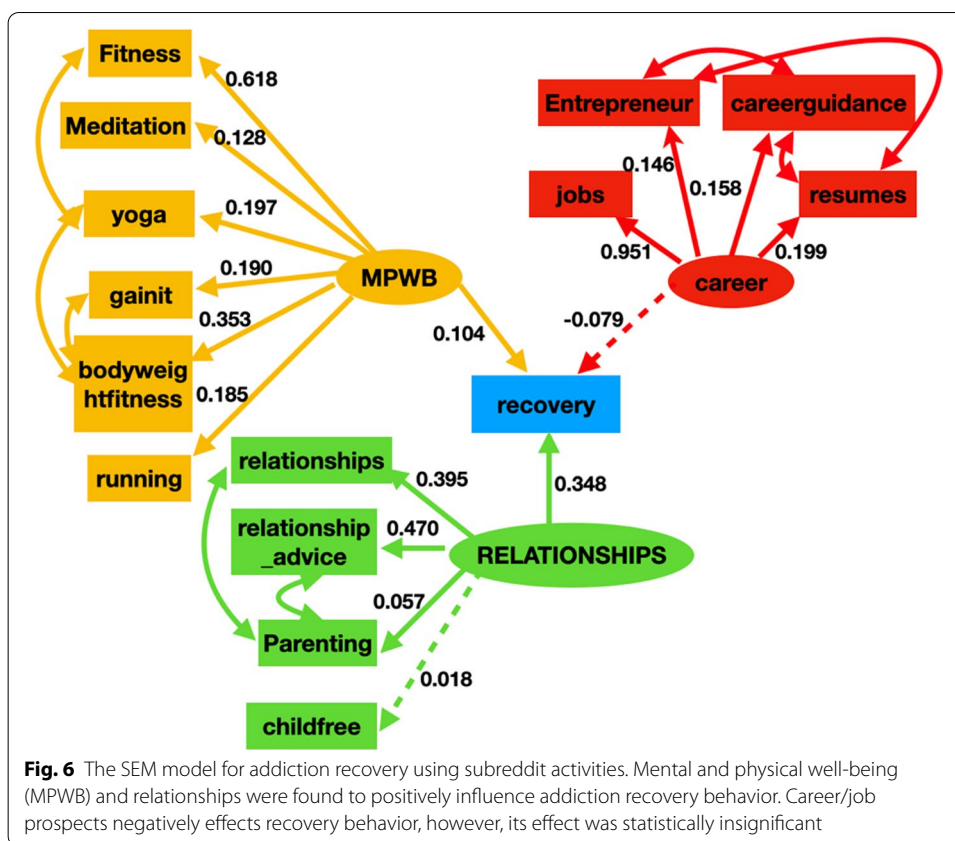 Fitness
0.618
Meditation
0.128
yoga
0.197
gainit
0.190
MPWB
0.353
bodyweig
htfitness
0.185
running
0.104
Entrepreneur
careerguidance
0.146
0.158
jobs
resumes
0.951
0.199
career
-0.079
recovery
relationships
0.395
0.348
relationship
_advice
0.470
RELATIONSHIPS
0.057
Parenting
0.018
childfree
Fig. 6 The SEM model for addiction recovery using subreddit activities. Mental and physical well-being
(MPWB) and relationships were found to positively influence addiction recovery behavior. Career/job
prospects negatively effects recovery behavior, however, its effect was statistically insignificant